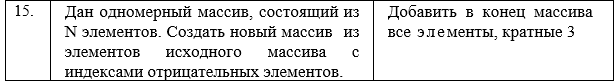 15.
Дан одномерный массив, состоящий из
N элементов. Создать новый массив из
элементов исходного массива с
индексами отрицательных элементов.
Добавить в конец массива
все элементы, кратные 3